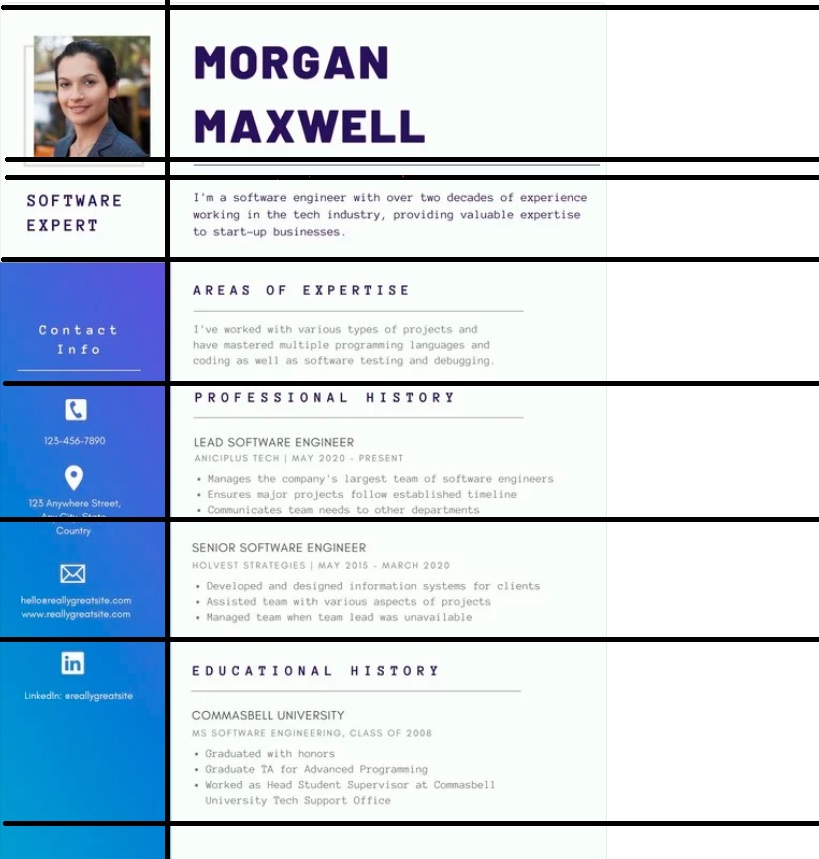 MORGAN
MAXWELL
SOFTWARE
EXPERT
I'm a software engineer with over two decades of experience
working in the tech industry, providing valuable expertise
to start-up businesses.
Contact
Info
123-456-7890
123 Anywhere Street,
Any City, State,
Country
hello@reallygreatsite.com
www.reallygreatsite.com
LinkedIn: @reallygreatsite
AREAS OF EXPERTISE
I've worked with various types of projects and
have mastered multiple programming languages and
coding as well as software testing and debugging.
PROFESSIONAL HISTORY
LEAD SOFTWARE ENGINEER
ANICIPLUS TECH | MAY 2020 - PRESENT
• Manages the company's largest team of software engineers
• Ensures major projects follow established timeline
• Communicates team needs to other departments
SENIOR SOFTWARE ENGINEER
HOLVEST STRATEGIES | MAY 2015 - MARCH 2020
• Developed and designed information systems for clients
• Assisted team with various aspects of projects
• Managed team when team lead was unavailable
EDUCATIONAL HISTORY
COMMASBELL UNIVERSITY
MS SOFTWARE ENGINEERING, CLASS OF 2008
• Graduated with honors
• Graduate TA for Advanced Programming
• Worked as Head Student Supervisor at Commasbell
University Tech Support Office